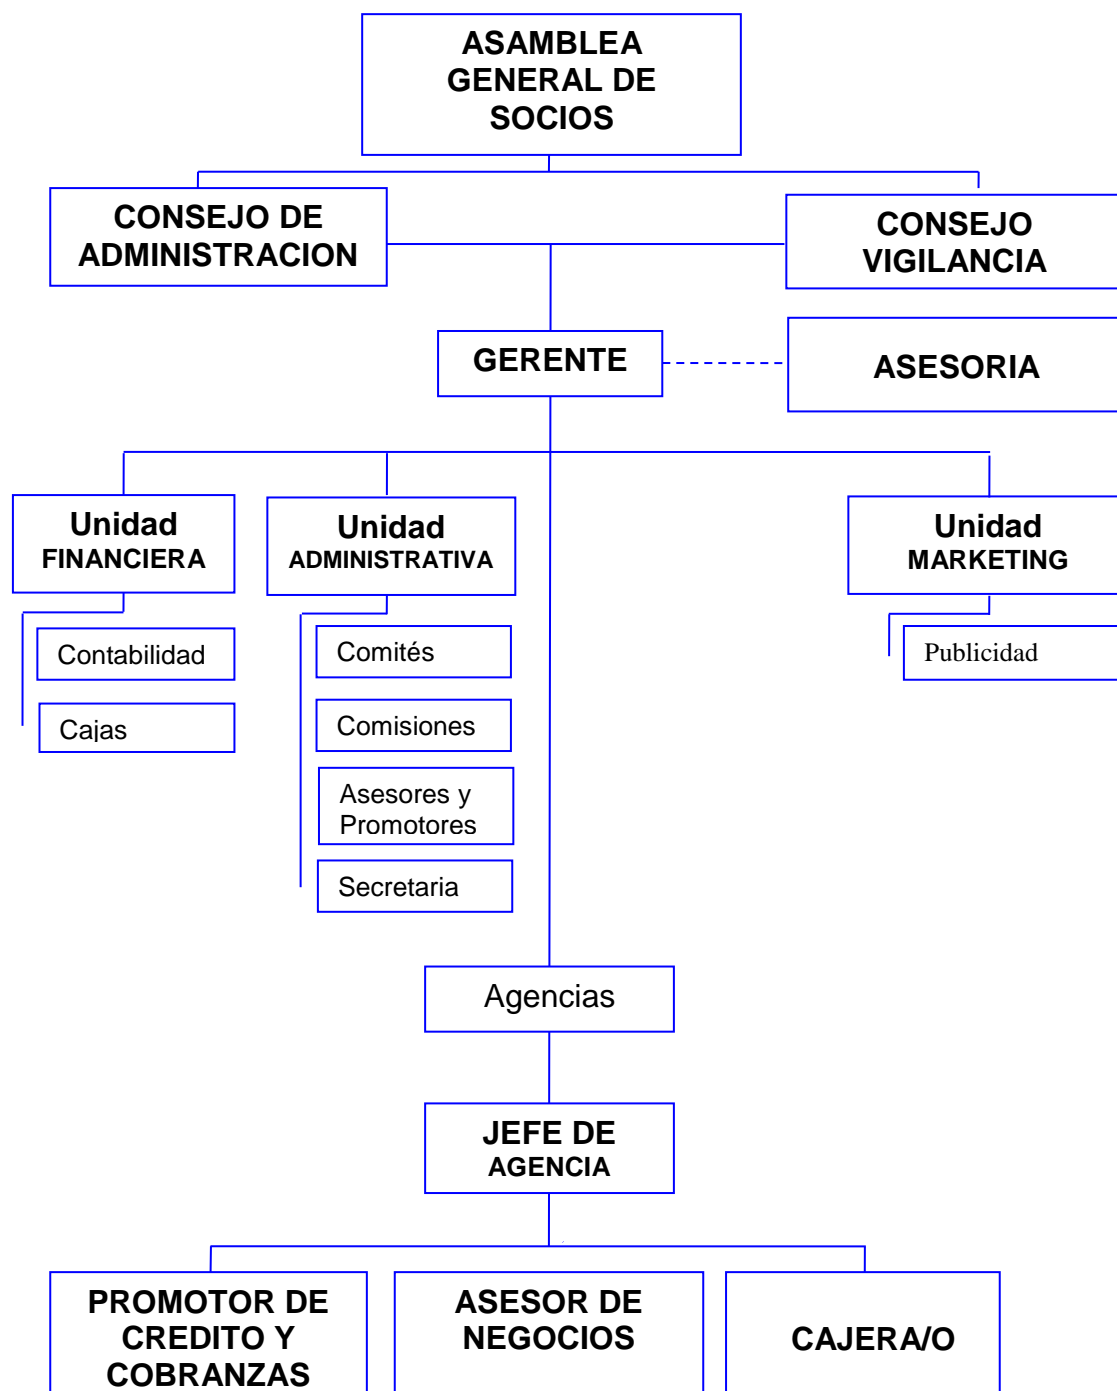 ASAMBLEA
GENERAL DE
SOCIOS
CONSEJO DE
ADMINISTRACION
CONSEJO
VIGILANCIA
GERENTE
ASESORIA
Unidad
FINANCIERA
Unidad
ADMINISTRATIVA
Unidad
MARKETING
Contabilidad
Cajas
Comités
Comisiones
Asesores y
Promotores
Secretaria
Publicidad
Agencias
JEFE DE
AGENCIA
PROMOTOR DE
CREDITO Y
COBRANZAS
ASESOR DE
NEGOCIOS
CAJERA/O